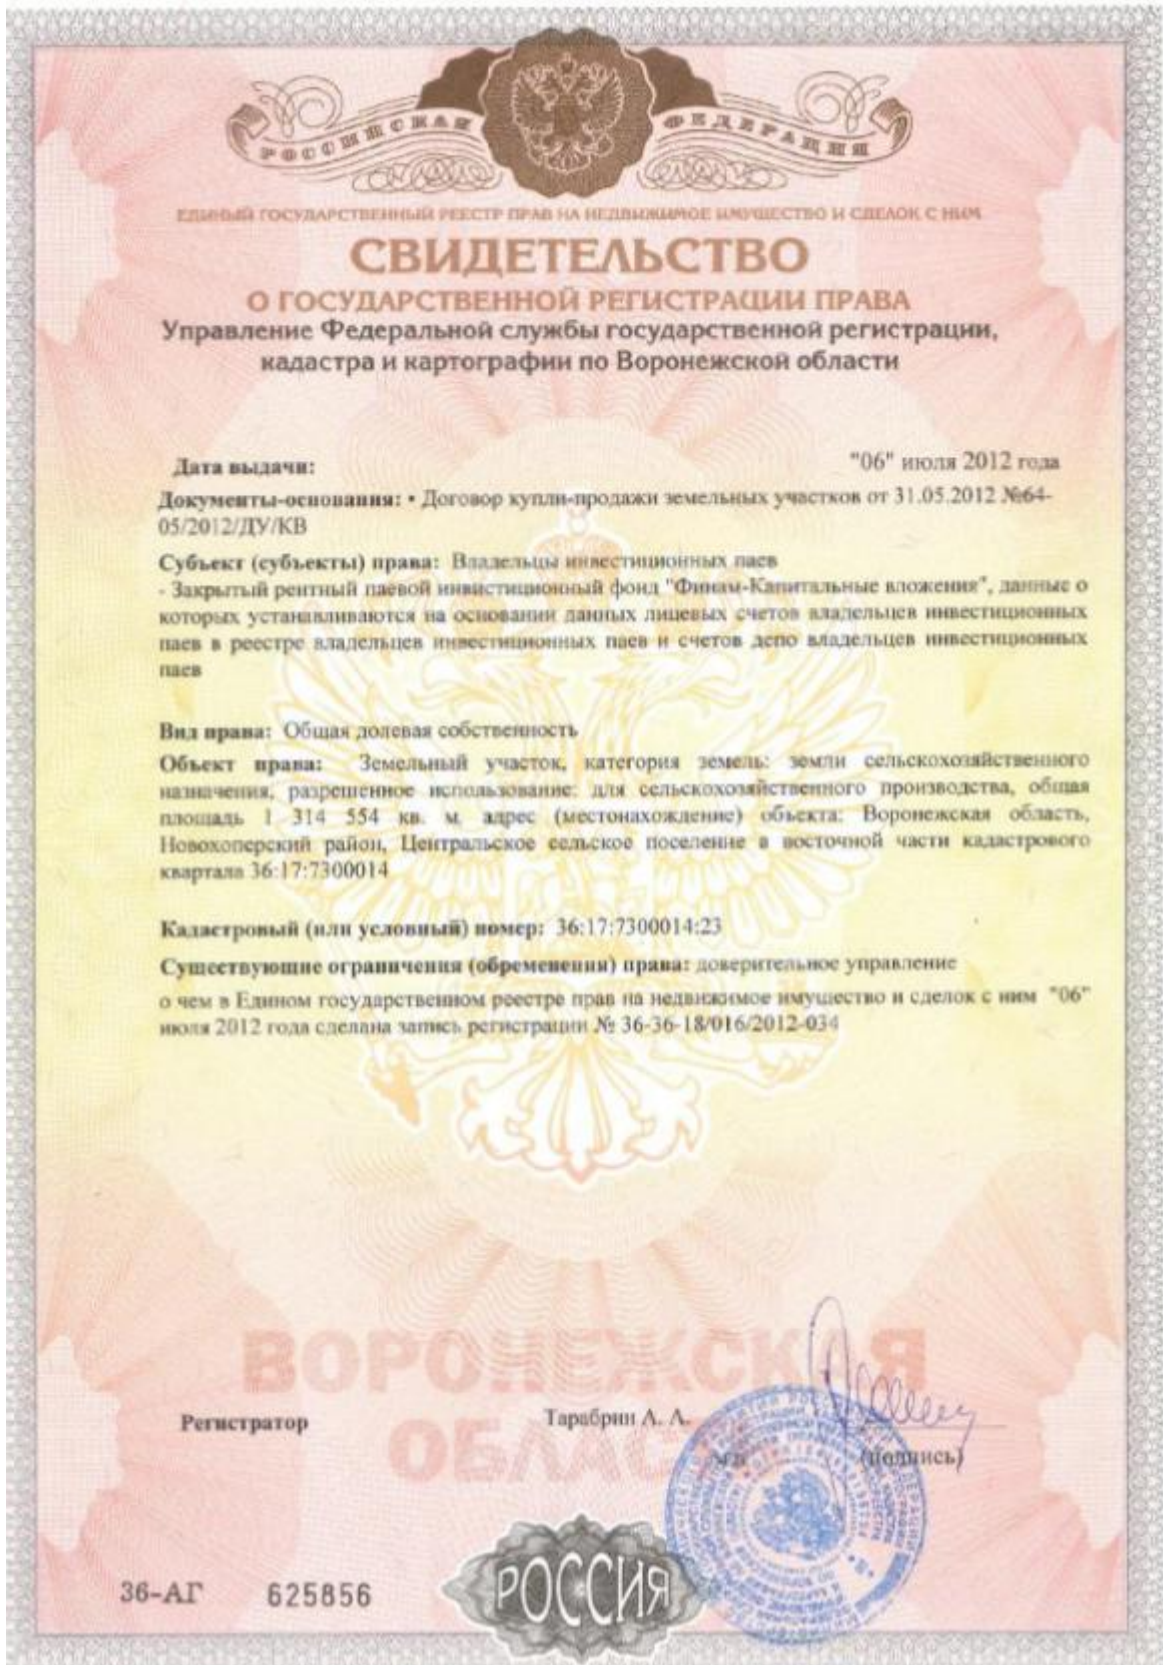 РОССИЙСКАЯ ФЕДЕРАЦИЯ
ЕДИНЫЙ ГОСУДАРСТВЕННЫЙ РЕЕСТР ПРАВ НА НЕДВИЖИМОЕ ИМУЩЕСТВО И СДЕЛОК С НИМ
СВИДЕТЕЛЬСТВО
О ГОСУДАРСТВЕННОЙ РЕГИСТРАЦИИ ПРАВА
Управление Федеральной службы государственной регистрации,
кадастра и картографии по Воронежской области
Дата выдачи: "06" июля 2012 года
Документы-основания: • Договор купли-продажи земельных участков от 31.05.2012 №64-
05/2012/ДУ/КВ
Субъект (субъекты) права: Владельцы инвестиционных паев
- Закрытый рентный паевой инвистиционный фонд "Финам-Капитальные вложения", данные о
которых устанавливаются на основании данных лицевых счетов владельцев инвестиционных
паев в реестре владельцев инвестиционных паев и счетов депо владельцев инвестиционных
паев
Вид права: Общая долевая собственность
Объект права: Земельный участок, категория земель: земли сельскохозяйственного
назначения, разрешенное использование: для сельскохозяйственного производства, общая
площадь 1 314 554 кв. м. адрес (местонахождение) объекта: Воронежская область,
Новохоперский район, Центральское сельское поселение в восточной части кадастрового
квартала 36:17:7300014
Кадастровый (или условный) номер: 36:17:7300014:23
Существующие ограничения (обременения) права: доверительное управление
о чем в Едином государственном реестре прав на недвижимое имущество и сделок с ним "06"
июля 2012 года сделана запись регистрации № 36-36-18/016/2012-034
ВОРОНЕЖСКАЯ
ОБЛАСТЬ
Регистратор Тарабрин А. А.
м.п. (подпись)
РОССИЯ
36-АГ 625856